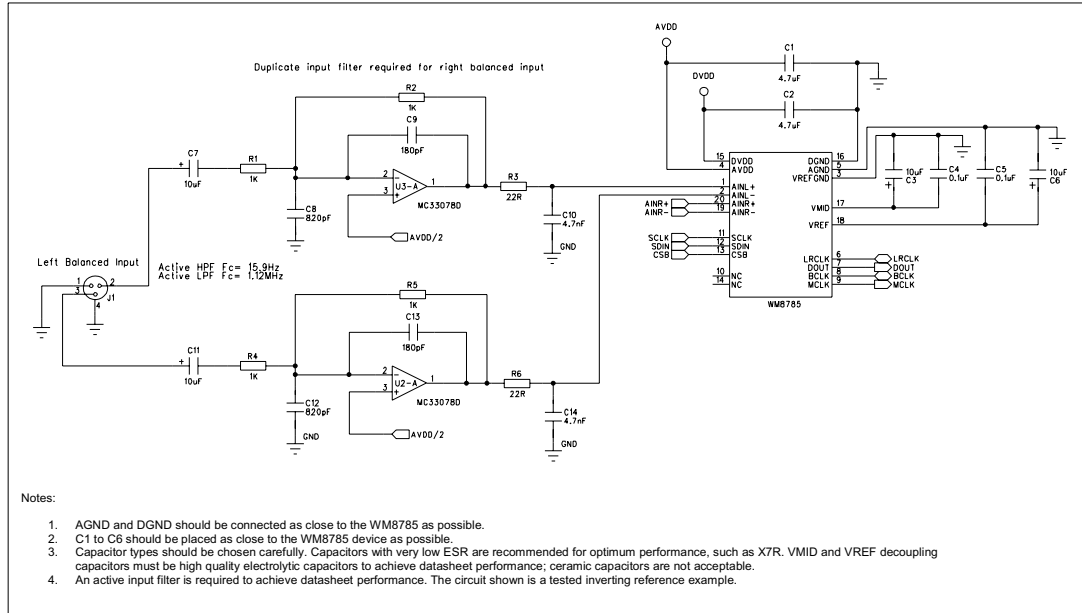 AVDD
C1
4.7uF
DVDD
C2
4.7uF
Duplicate input filter required for right balanced input
R2
1K
C9
180pF
C7
+
10uF
R1
1K
2
-
U3-A
1
3
+
MC33078D
R3
22R
C8
820pF
AVDD/2
GND
C10
4.7nF
GND
15
DVDD
4
AVDD
DGND
16
AGND
5
VREFGND
3
1
AINL+
2
AINL-
AINR+
20
AINR+
AINR-
19
AINR-
VMID
17
VREF
18
SCLK
11
SCLK
SDIN
12
SDIN
CSB
13
CSB
10
NC
14
NC
LRCLK
6
LRCLK
DOUT
7
DOUT
BCLK
8
BCLK
MCLK
9
MCLK
WM8785
10uF
+
C3
C4
0.1uF
C5
0.1uF
10uF
+
C6
Left Balanced Input
1
2
3
J1
4
Active HPF Fc= 15.9Hz
Active LPF Fc= 1.12MHz
R5
1K
C13
180pF
C11
+
10uF
R4
1K
2
-
U2-A
1
3
+
MC33078D
R6
22R
C12
820pF
GND
AVDD/2
C14
4.7nF
GND
Notes:
1. AGND and DGND should be connected as close to the WM8785 as possible.
2. C1 to C6 should be placed as close to the WM8785 device as possible.
3. Capacitor types should be chosen carefully. Capacitors with very low ESR are recommended for optimum performance, such as X7R. VMID and VREF decoupling
capacitors must be high quality electrolytic capacitors to achieve datasheet performance; ceramic capacitors are not acceptable.
4. An active input filter is required to achieve datasheet performance. The circuit shown is a tested inverting reference example.